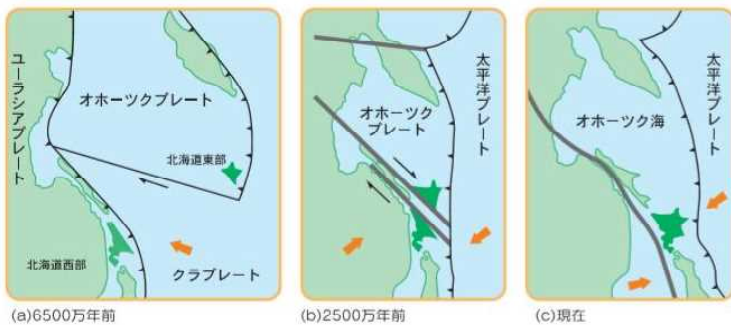 ユーラシアプレート
オホーツクプレート
北海道東部
北海道西部
クラプレート
(a)6500万年前
太平洋プレート
オホーツク
プレート
(b)2500万年前
太平洋プレート
オホーツク海
(c)現在